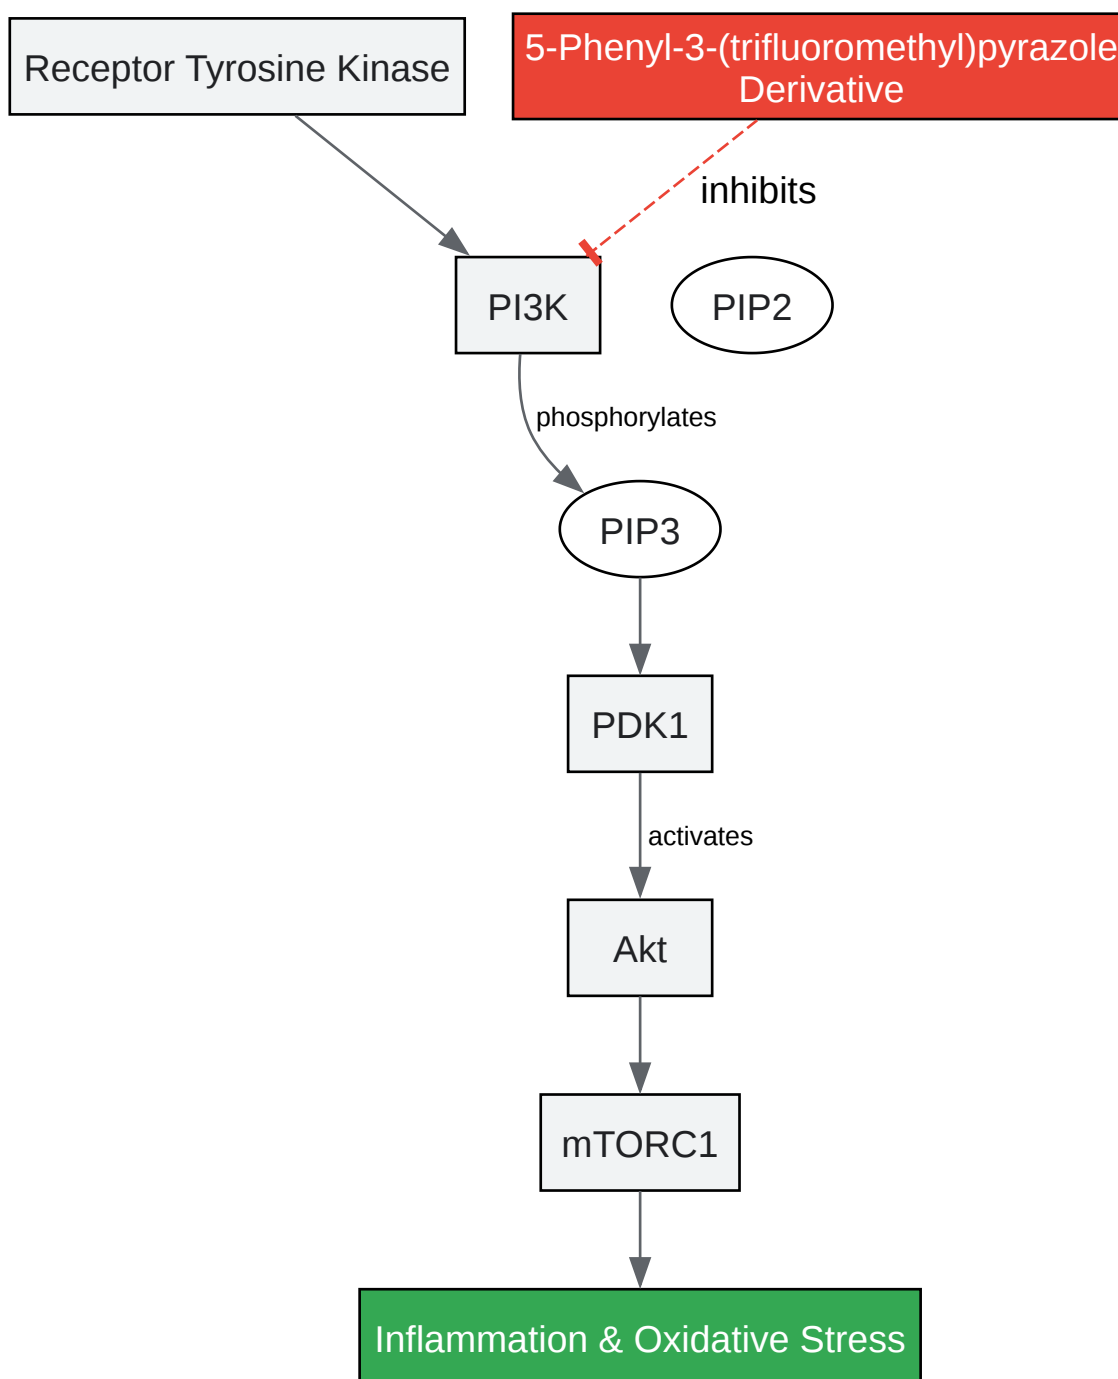 Receptor Tyrosine Kinase
5-Phenyl-3-(trifluoromethyl)pyrazole
Derivative
inhibits
PI3K
PIP2
phosphorylates
PIP3
PDK1
activates
Akt
mTORC1
Inflammation & Oxidative Stress